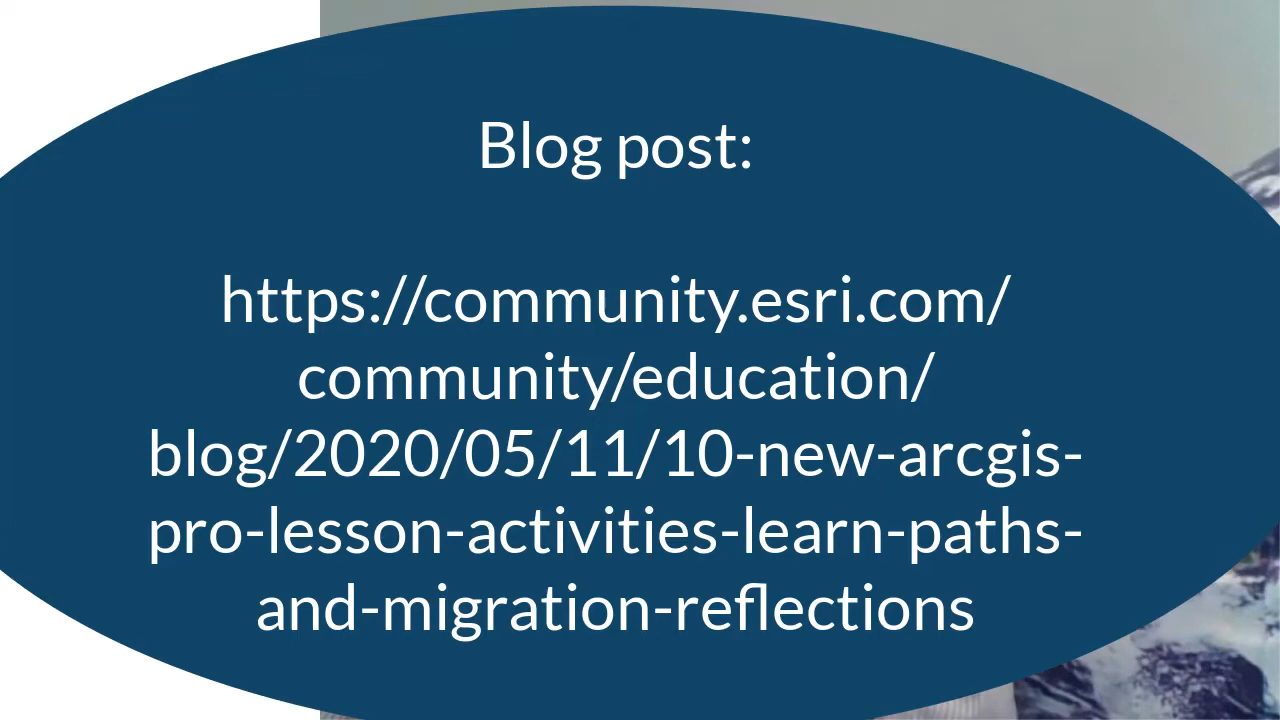 Blog post:
https://community.esri.com/
community/education/
blog/2020/05/11/10-new-arcgis-
pro-lesson-activities-learn-paths-
and-migration-reflections